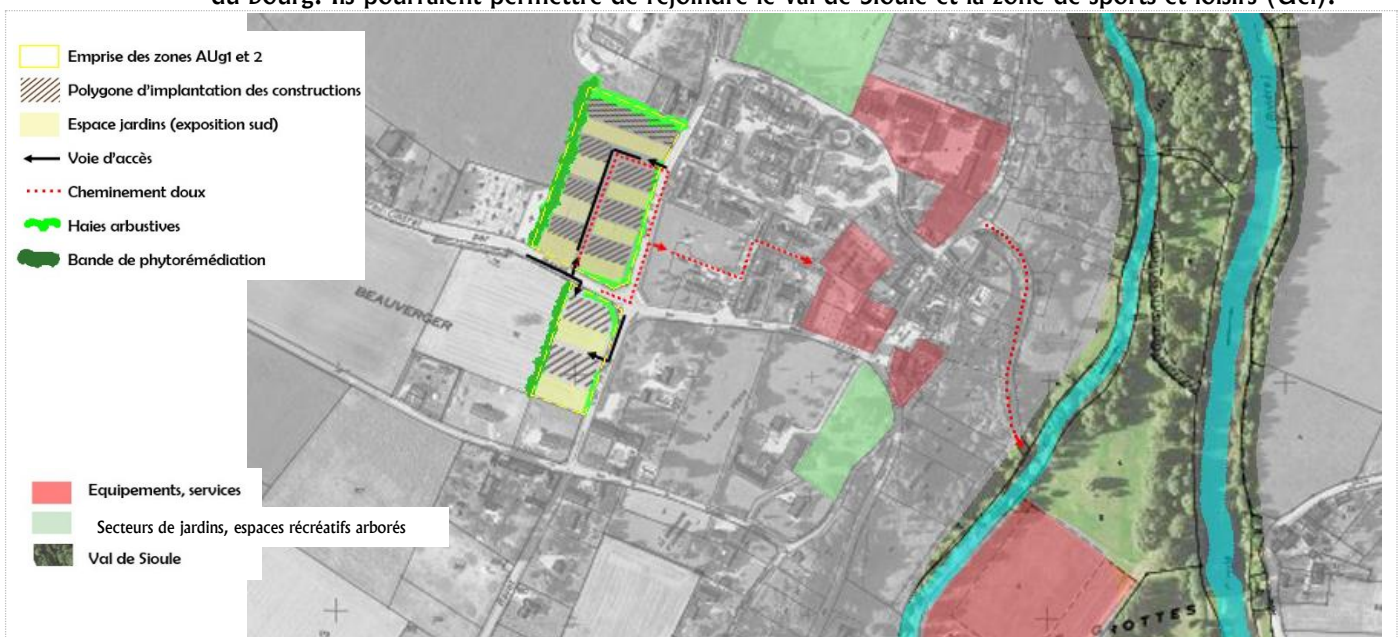 du Bourg. Ils pourraient permettre de rejoindre le val de Sioule et la zone de sports et loisirs (Gel).
Emprise des zones AUg1 et 2
Polygone d'implantation des constructions
Espace jardins (exposition sud)
Voie d'accès
Cheminement doux
Haies arbustives
Bande de phytorémédiation
BEAUVERGER
Equipements, services
Secteurs de jardins, espaces récréatifs arborés
Val de Sioule
GROTTES